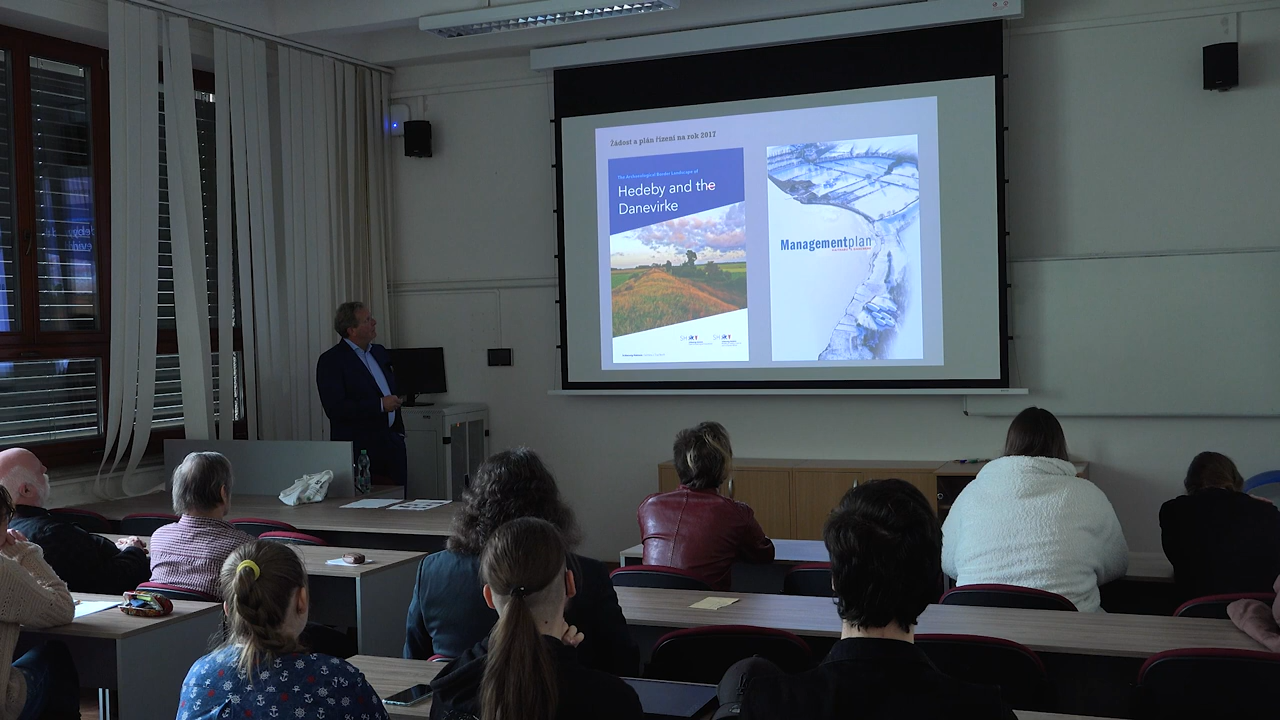 Žádost a plán řízení na rok 2017
The Archaeological Border Landscape of
Hedeby and the
Danevirke
Managementplan